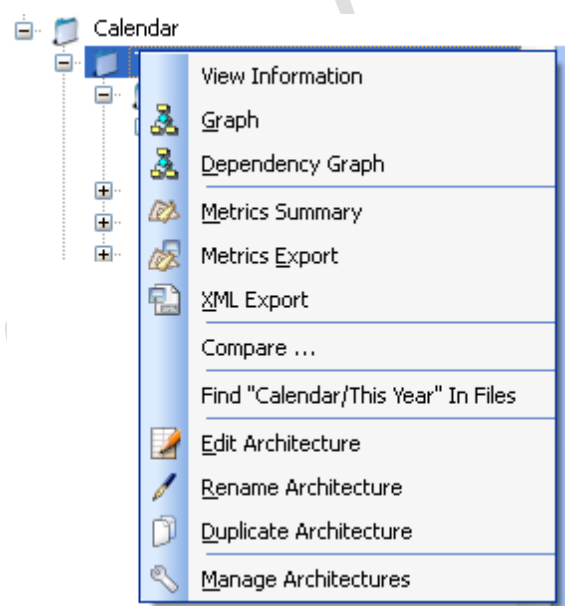 Calendar
View Information
Graph
Dependency Graph
Metrics Summary
Metrics Export
XML Export
Compare ...
Find "Calendar/This Year" In Files
Edit Architecture
Rename Architecture
Duplicate Architecture
Manage Architectures